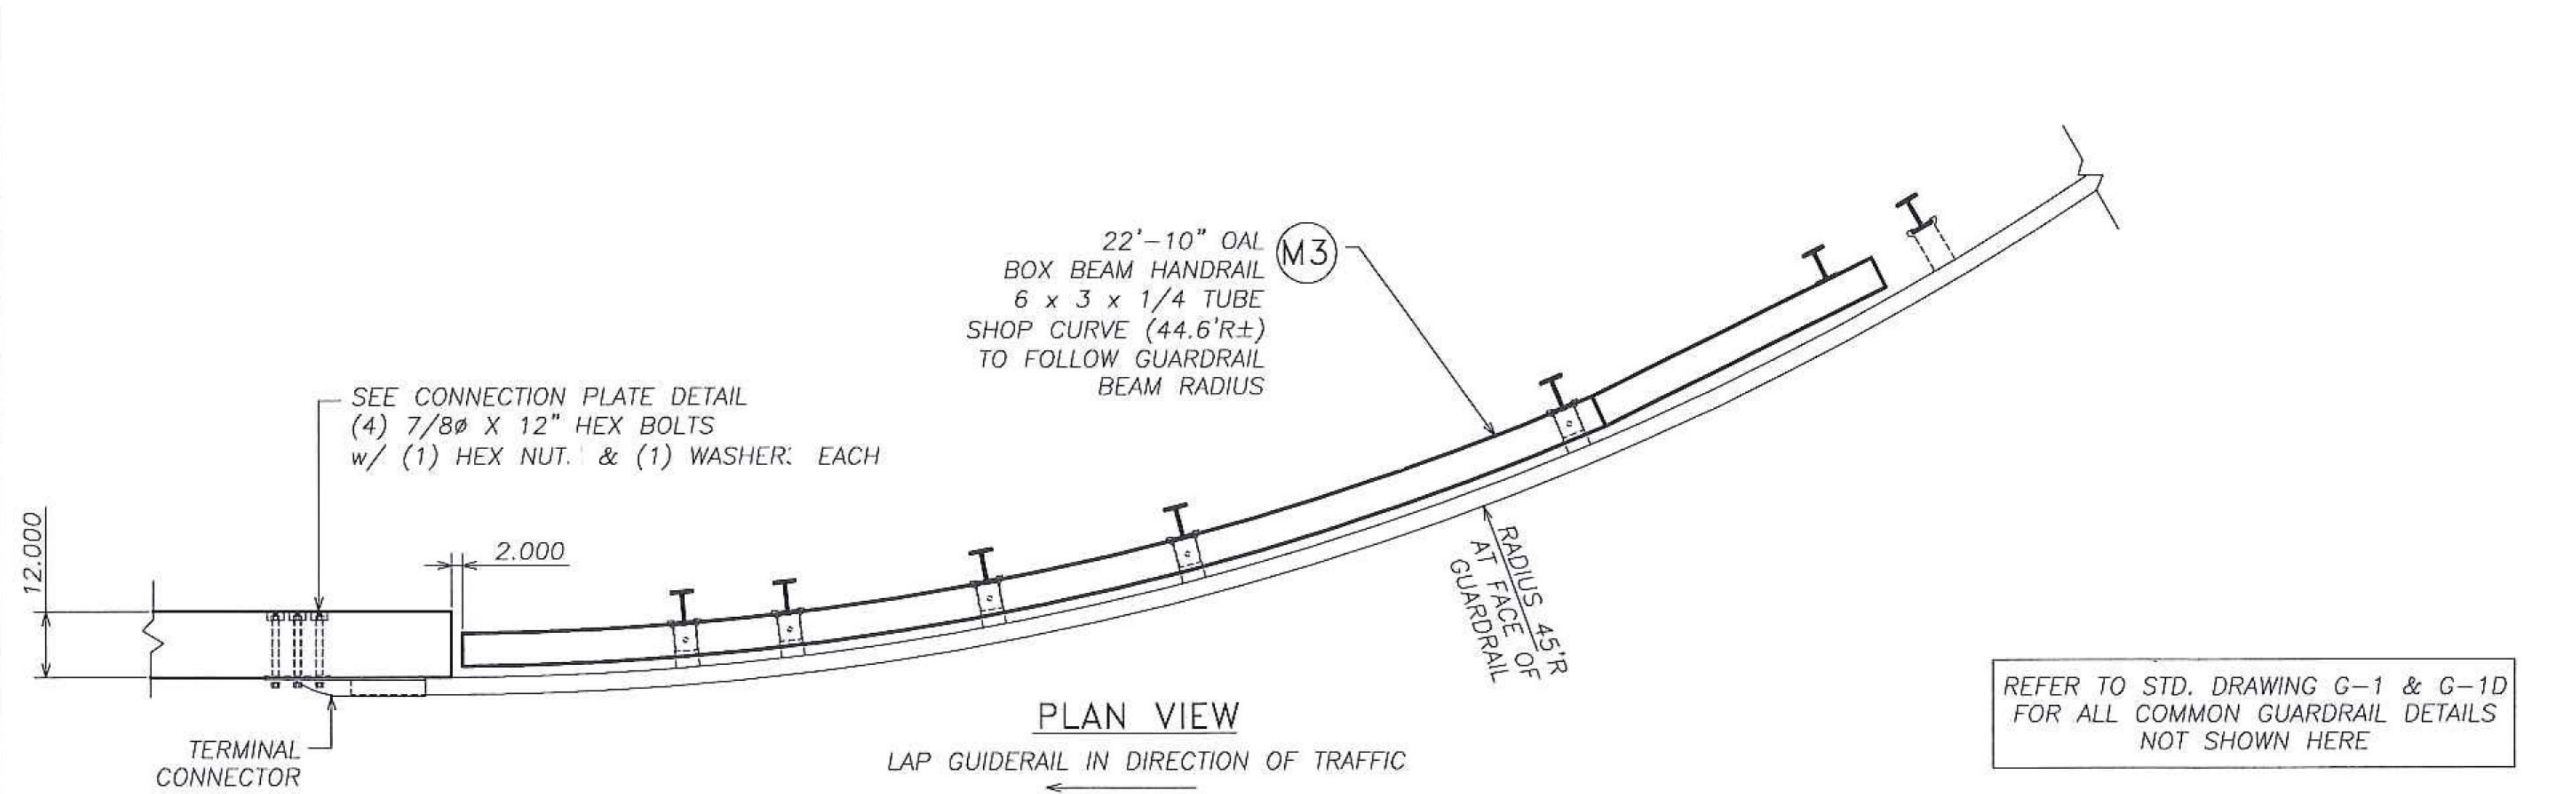 22'-10" OAL
BOX BEAM HANDRAIL
6 x 3 x 1/4 TUBE
SHOP CURVE (44.6'R±)
TO FOLLOW GUARDRAIL
BEAM RADIUS
M3
SEE CONNECTION PLATE DETAIL
(4) 7/8ø X 12" HEX BOLTS
w/ (1) HEX NUT. & (1) WASHER: EACH
12.000
2.000
RADIUS 45'R
AT FACE OF
GUARDRAIL
TERMINAL
CONNECTOR
PLAN VIEW
LAP GUIDERAIL IN DIRECTION OF TRAFFIC
REFER TO STD. DRAWING G-1 & G-1D
FOR ALL COMMON GUARDRAIL DETAILS
NOT SHOWN HERE